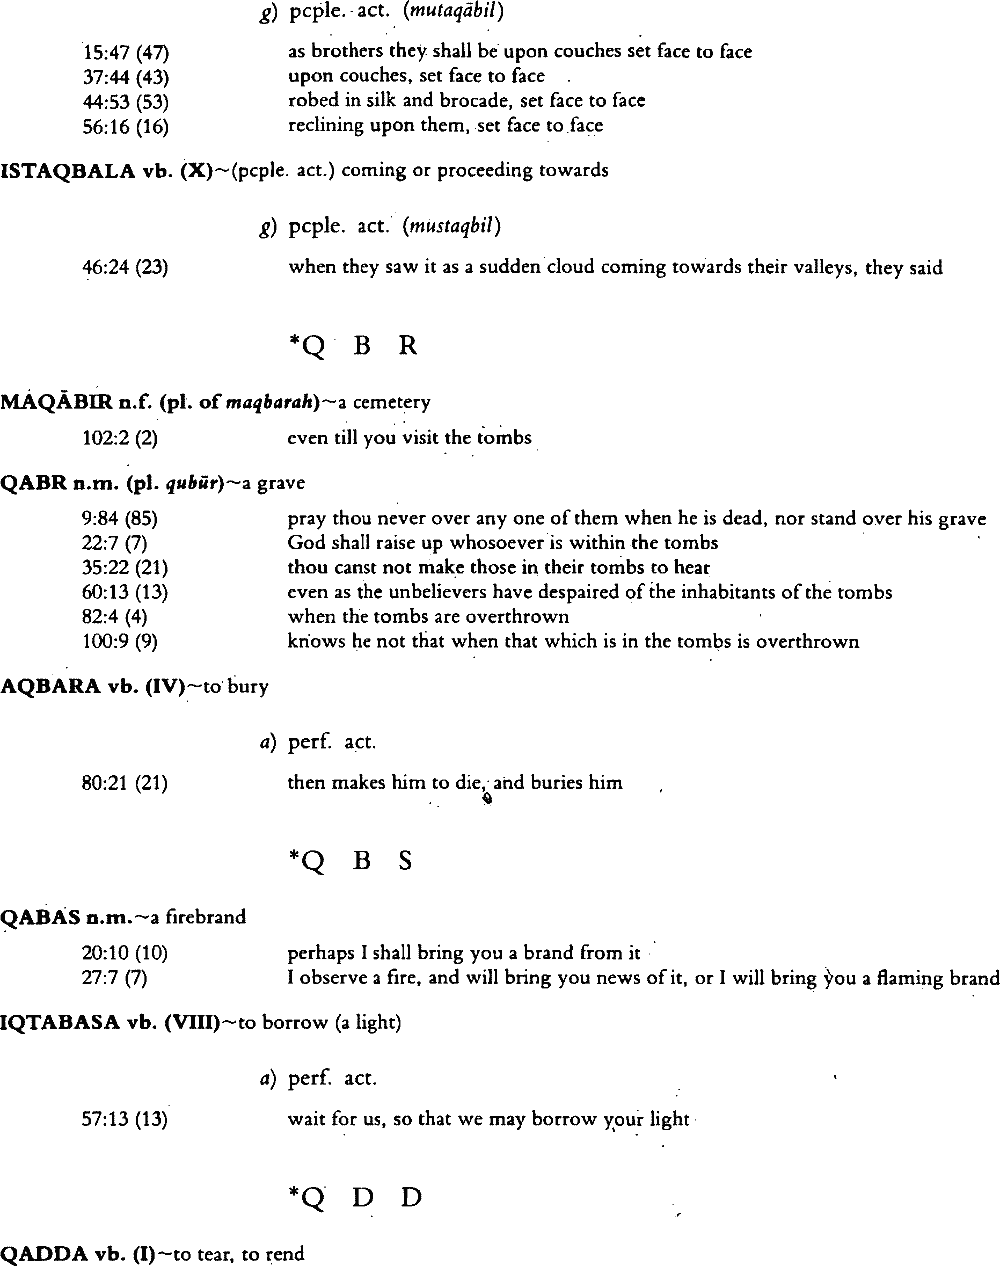 g) pcple. act. (mutaqābil)
15:47 (47) as brothers they shall be upon couches set face to face
37:44 (43) upon couches, set face to face
44:53 (53) robed in silk and brocade, set face to face
56:16 (16) reclining upon them, set face to face
ISTAQBALA vb. (X)~(pcple. act.) coming or proceeding towards
g) pcple. act. (mustaqbil)
46:24 (23) when they saw it as a sudden cloud coming towards their valleys, they said
*Q B R
MAQĀBIR n.f. (pl. of maqbarah)~a cemetery
102:2 (2) even till you visit the tombs
QABR n.m. (pl. qubūr)~a grave
9:84 (85) pray thou never over any one of them when he is dead, nor stand over his grave
22:7 (7) God shall raise up whosoever is within the tombs
35:22 (21) thou canst not make those in their tombs to hear
60:13 (13) even as the unbelievers have despaired of the inhabitants of the tombs
82:4 (4) when the tombs are overthrown
100:9 (9) knows he not that when that which is in the tombs is overthrown
AQBARA vb. (IV)~to bury
a) perf. act.
80:21 (21) then makes him to die, and buries him
*Q B S
QABAS n.m.~a firebrand
20:10 (10) perhaps I shall bring you a brand from it
27:7 (7) I observe a fire, and will bring you news of it, or I will bring you a flaming brand
IQTABASA vb. (VIII)~to borrow (a light)
a) perf. act.
57:13 (13) wait for us, so that we may borrow your light
*Q D D
QADDA vb. (I)~to tear, to rend